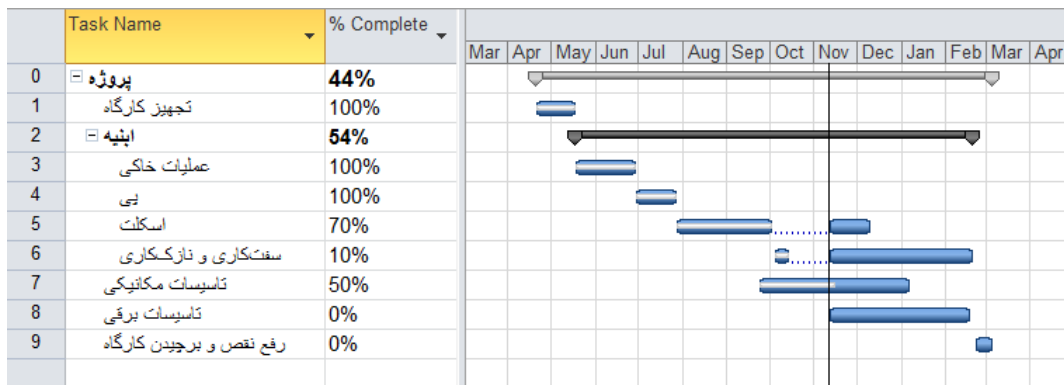 Task Name % Complete
Mar Apr May Jun Jul Aug Sep Oct Nov Dec Jan Feb Mar Apr
0 پروژه 44%
1 تجهیز کارگاه 100%
2 ابنیه 54%
3 عملیات خاکی 100%
4 پی 100%
5 اسکلت 70%
6 سفت‌کاری و نازک‌کاری 10%
7 تاسیسات مکانیکی 50%
8 تاسیسات برقی 0%
9 رفع نقص و برچیدن کارگاه 0%